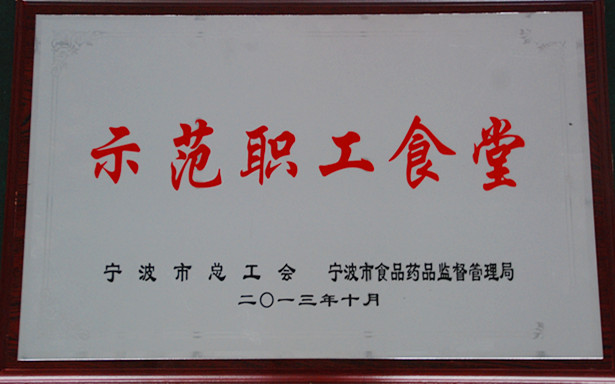 示范职工食堂
宁波市总工会 宁波市食品药品监督管理局
二〇一三年十月